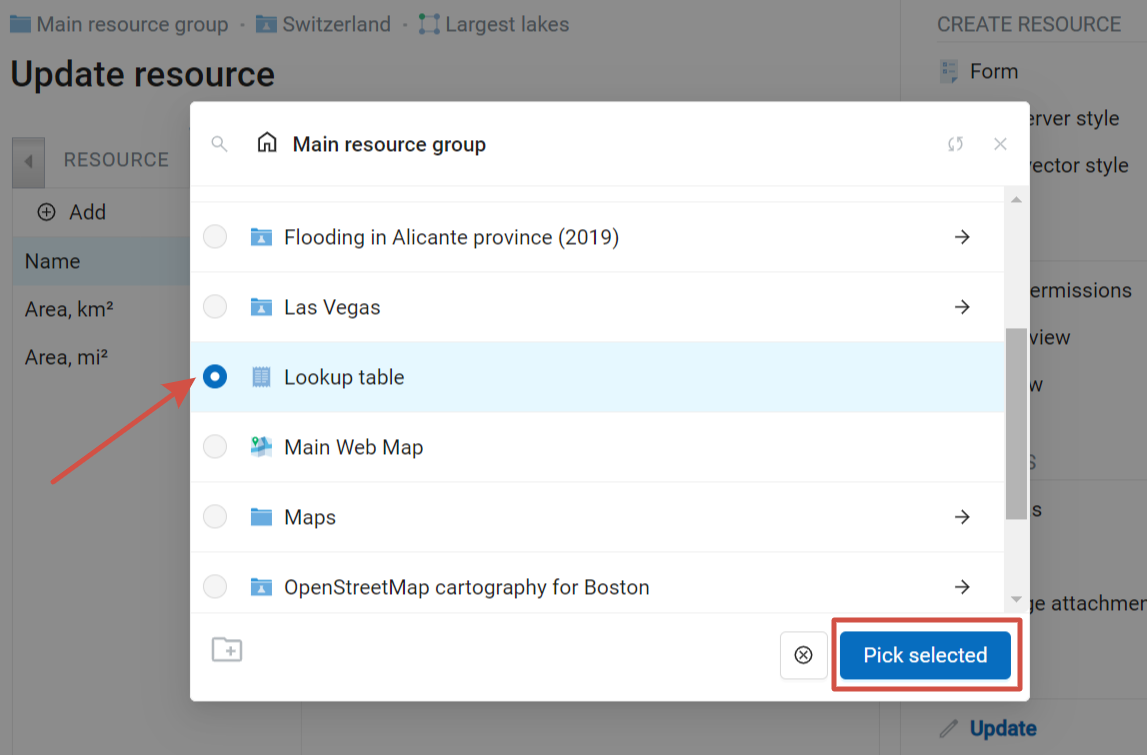 Main resource group · Switzerland · Largest lakes
CREATE RESOURCE
Update resource
Form
erver style
ector style
RESOURCE
Add
Name
Area, km²
Area, mi²
Main resource group
Flooding in Alicante province (2019)
Las Vegas
Lookup table
Main Web Map
Maps
OpenStreetMap cartography for Boston
Pick selected
ermissions
view
w
S
s
ge attachmen
Update